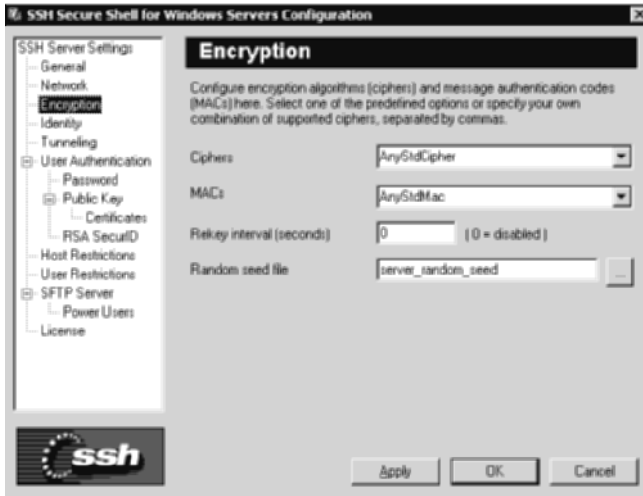 SSH Secure Shell for Windows Servers Configuration
SSH Server Settings
General
Network
Encryption
Identity
Tunneling
User Authentication
Password
Public Key
Certificates
RSA SecurID
Host Restrictions
User Restrictions
SFTP Server
Power Users
License
ssh
Encryption
Configure encryption algorithms (ciphers) and message authentication codes
(MACs) here. Select one of the predefined options or specify your own
combination of supported ciphers, separated by commas.
Ciphers AnyStdCipher
MACs AnyStdMac
Rekey interval (seconds) 0 ( 0 = disabled )
Random seed file server_random_seed ...
Apply OK Cancel